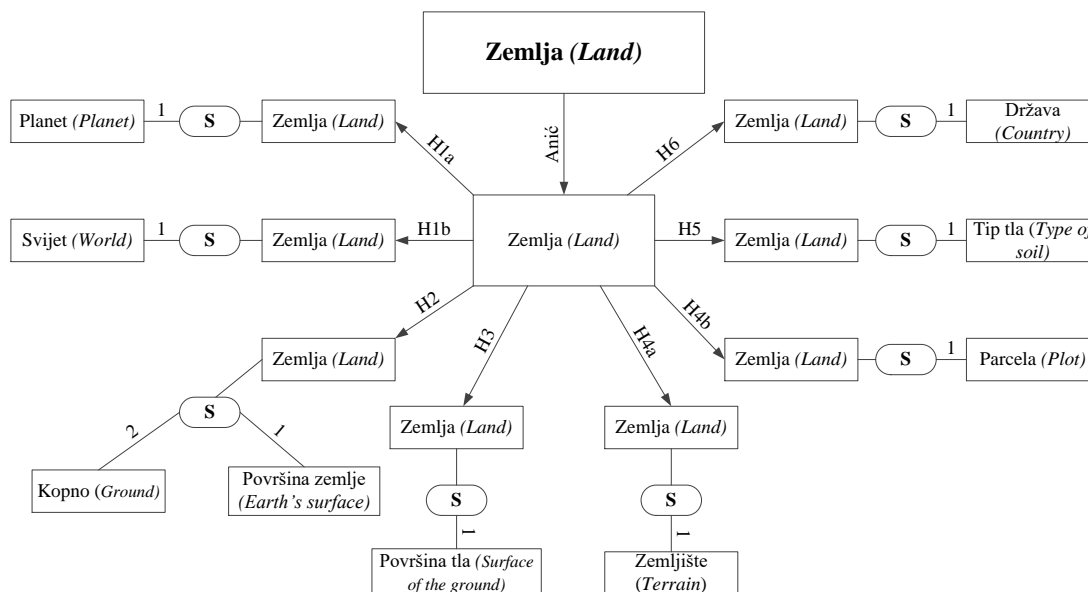 Zemlja (Land)
Anić
Planet (Planet)
1
S
Zemlja (Land)
H1a
H6
Zemlja (Land)
S
1
Država
(Country)
Svijet (World)
1
S
Zemlja (Land)
H1b
Zemlja (Land)
H5
Zemlja (Land)
S
1
Tip tla (Type of
soil)
H2
H3
H4a
H4b
Zemlja (Land)
Zemlja (Land)
S
1
Parcela (Plot)
S
2
1
Kopno (Ground)
Površina zemlje
(Earth's surface)
Zemlja (Land)
S
1
Površina tla (Surface
of the ground)
Zemlja (Land)
S
1
Zemljište
(Terrain)